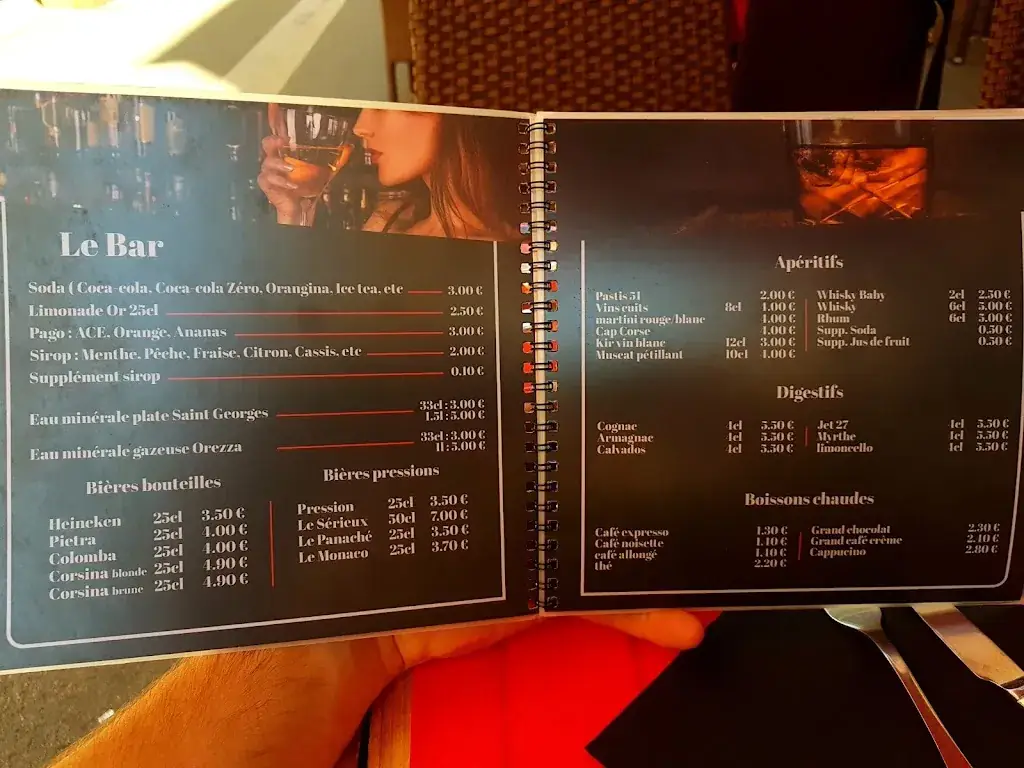 Le Bar
Soda ( Coca-cola, Coca-cola Zéro, Orangina, Ice tea, etc 3.00 €
Limonade Or 25cl 2.50 €
Pago : ACE, Orange, Ananas 3.00 €
Sirop : Menthe, Pêche, Fraise, Citron, Cassis, etc 2.00 €
Supplément sirop 0.10 €
Eau minérale plate Saint Georges 33cl : 3.00 €
1.5l : 5.00 €
Eau minérale gazeuse Orezza 33cl : 3.00 €
1l : 5.00 €
Bières bouteilles
Heineken 25cl 3.50 €
Pietra 25cl 4.00 €
Colomba 25cl 4.00 €
Corsina blonde 25cl 4.90 €
Corsina brune 25cl 4.90 €
Bières pressions
Pression 25cl 3.50 €
Le Sérieux 50cl 7.00 €
Le Panaché 25cl 3.50 €
Le Monaco 25cl 3.70 €
Apéritifs
Pastis 51 2.00 €
Vins cuits 8cl 4.00 €
martini rouge/blanc 4.00 €
Cap Corse 4.00 €
Kir vin blanc 12cl 3.00 €
Muscat pétillant 10cl 4.00 €
Whisky Baby 2cl 2.50 €
Whisky 6cl 5.00 €
Rhum 6cl 5.00 €
Supp. Soda 0.50 €
Supp. Jus de fruit 0.50 €
Digestifs
Cognac 4cl 5.50 €
Armagnac 4cl 5.50 €
Calvados 4cl 5.50 €
Jet 27 4cl 5.50 €
Myrthe 4cl 5.50 €
limoncello 4cl 5.50 €
Boissons chaudes
Café expresso 1.30 €
Café noisette 1.40 €
café allongé 1.40 €
thé 2.20 €
Grand chocolat 2.30 €
Grand café crème 2.40 €
Cappucino 2.80 €